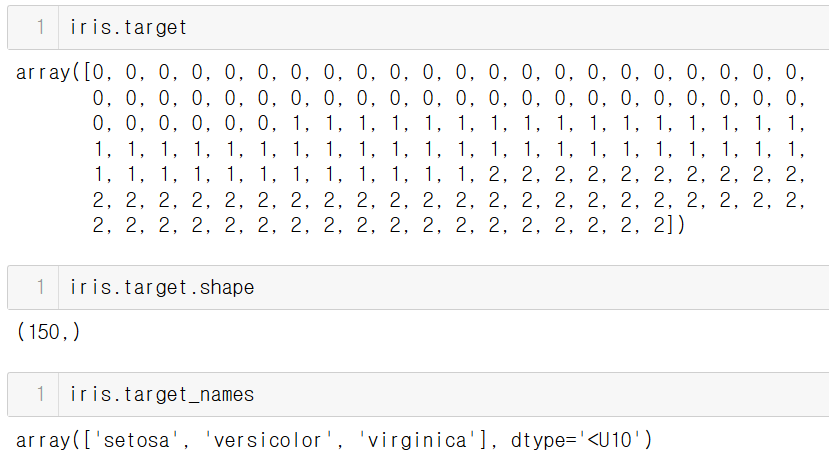 1 iris.target
array([0, 0, 0, 0, 0, 0, 0, 0, 0, 0, 0, 0, 0, 0, 0, 0, 0, 0, 0, 0, 0, 0,
0, 0, 0, 0, 0, 0, 0, 0, 0, 0, 0, 0, 0, 0, 0, 0, 0, 0, 0, 0, 0, 0,
0, 0, 0, 0, 0, 0, 1, 1, 1, 1, 1, 1, 1, 1, 1, 1, 1, 1, 1, 1, 1, 1,
1, 1, 1, 1, 1, 1, 1, 1, 1, 1, 1, 1, 1, 1, 1, 1, 1, 1, 1, 1, 1, 1,
1, 1, 1, 1, 1, 1, 1, 1, 1, 1, 1, 1, 2, 2, 2, 2, 2, 2, 2, 2, 2, 2,
2, 2, 2, 2, 2, 2, 2, 2, 2, 2, 2, 2, 2, 2, 2, 2, 2, 2, 2, 2, 2, 2,
2, 2, 2, 2, 2, 2, 2, 2, 2, 2, 2, 2, 2, 2, 2, 2, 2, 2])
1 iris.target.shape
(150,)
1 iris.target_names
array(['setosa', 'versicolor', 'virginica'], dtype='<U10')